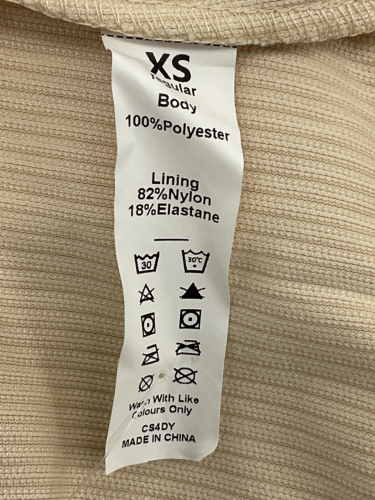 XS
regular
Body
100%Polyester
Lining
82%Nylon
18%Elastane
30 30°C
Wash With Like
Colours Only
CS4DY
MADE IN CHINA